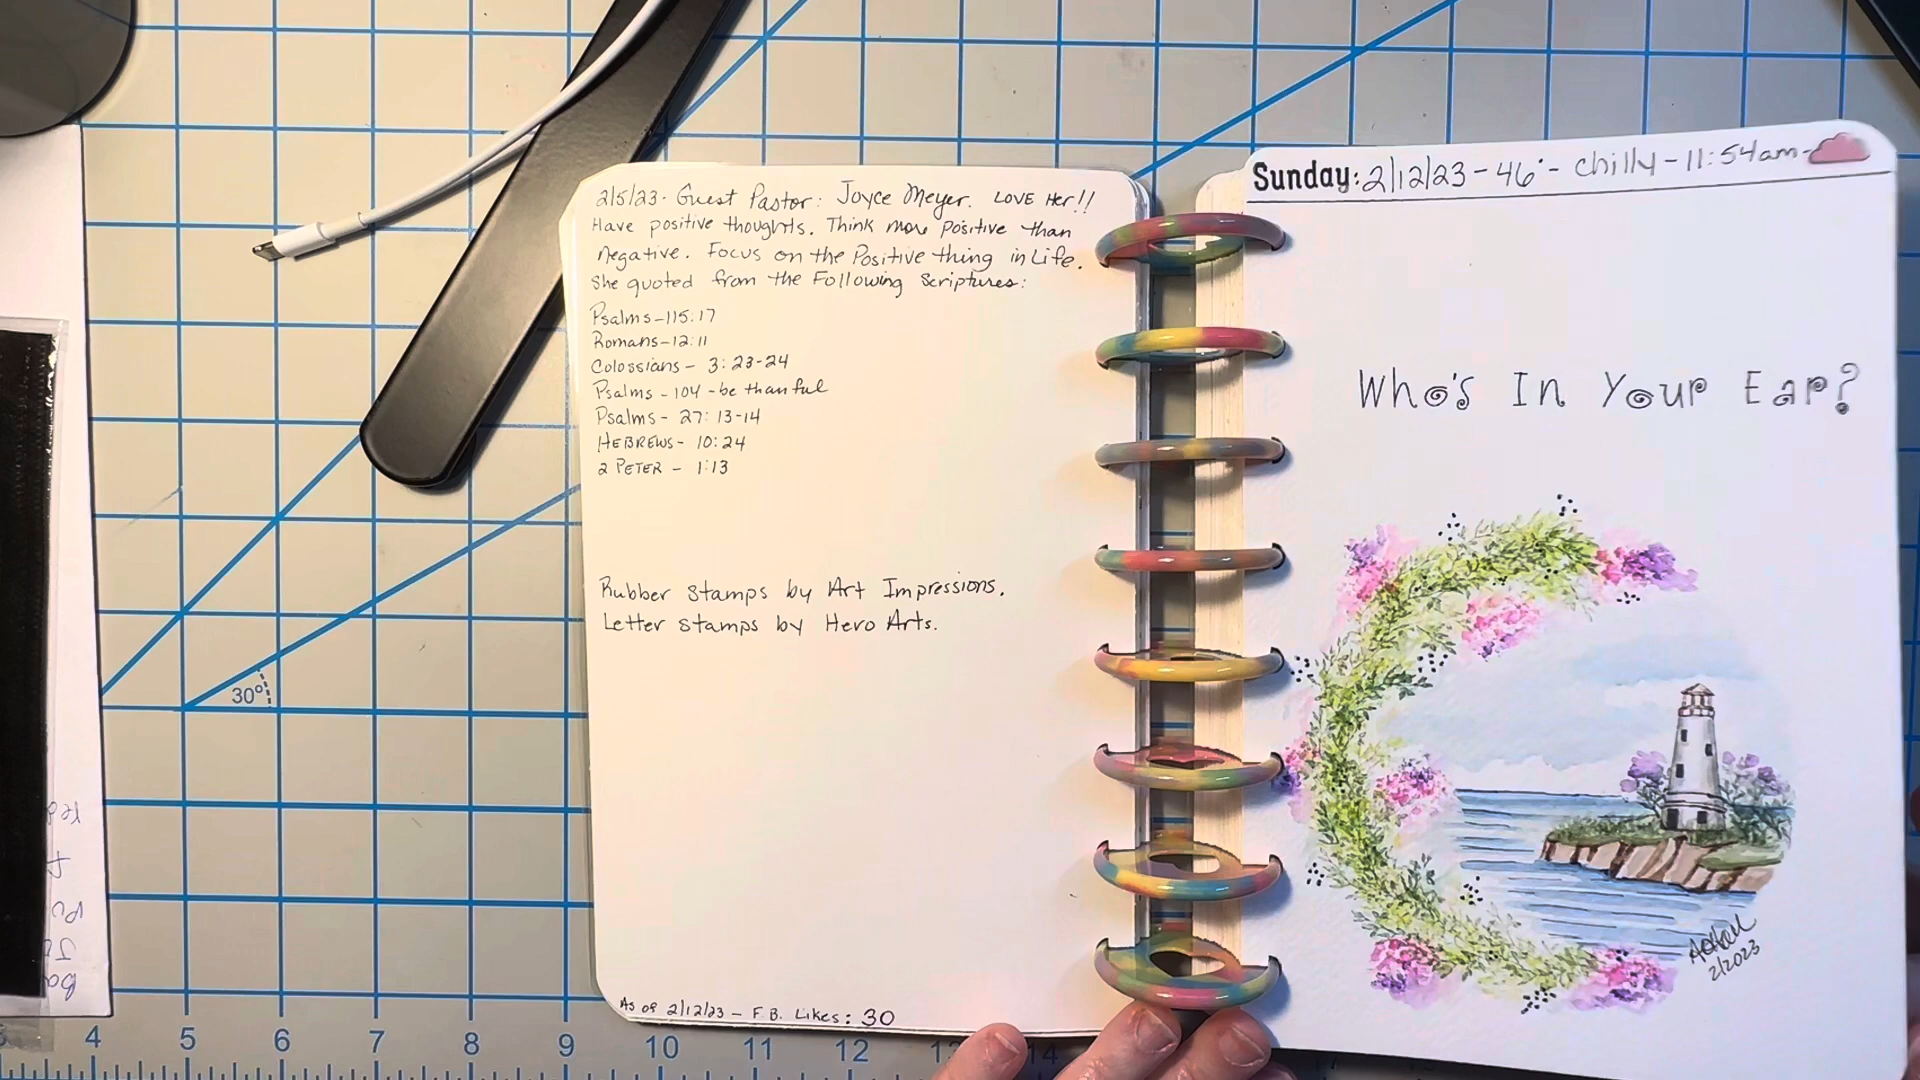 2/5/23 - Guest Pastor: Joyce Meyer. LOVE Her!!
Have positive thoughts. Think more Positive than
Negative. Focus on the Positive thing in Life.
She quoted from the Following Scriptures:
Psalms - 115:17
Romans - 12:11
Colossians - 3:23-24
Psalms - 104 - be thanful
Psalms - 27:13-14
HEBREWS - 10:24
2 PETER - 1:13
Rubber Stamps by Art Impressions.
Letter Stamps by Hero Arts.
As of 2/12/23 - F.B. Likes: 30
Sunday: 2/12/23 - 46° - chilly - 11:54am -
Who's In Your Ear?
2/2023
30°
4 5 6 7 8 9 10 11 12 13 14